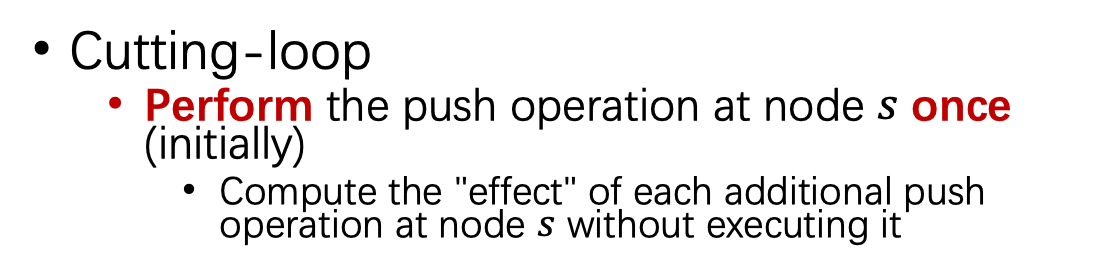 • Cutting-loop
• Perform the push operation at node s once
(initially)
• Compute the "effect" of each additional push
operation at node s without executing it